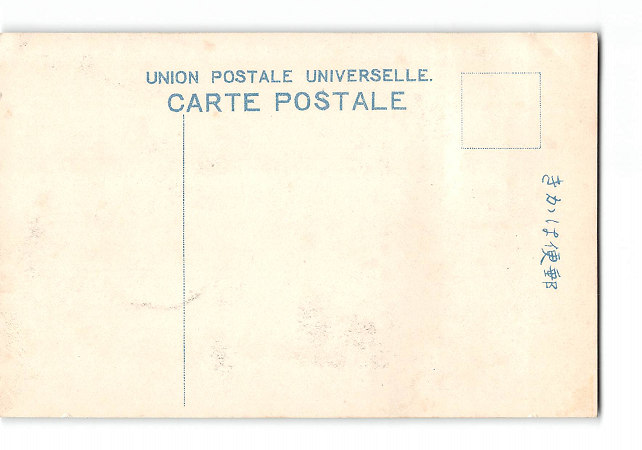 UNION POSTALE UNIVERSELLE.
CARTE POSTALE
きかは便郵